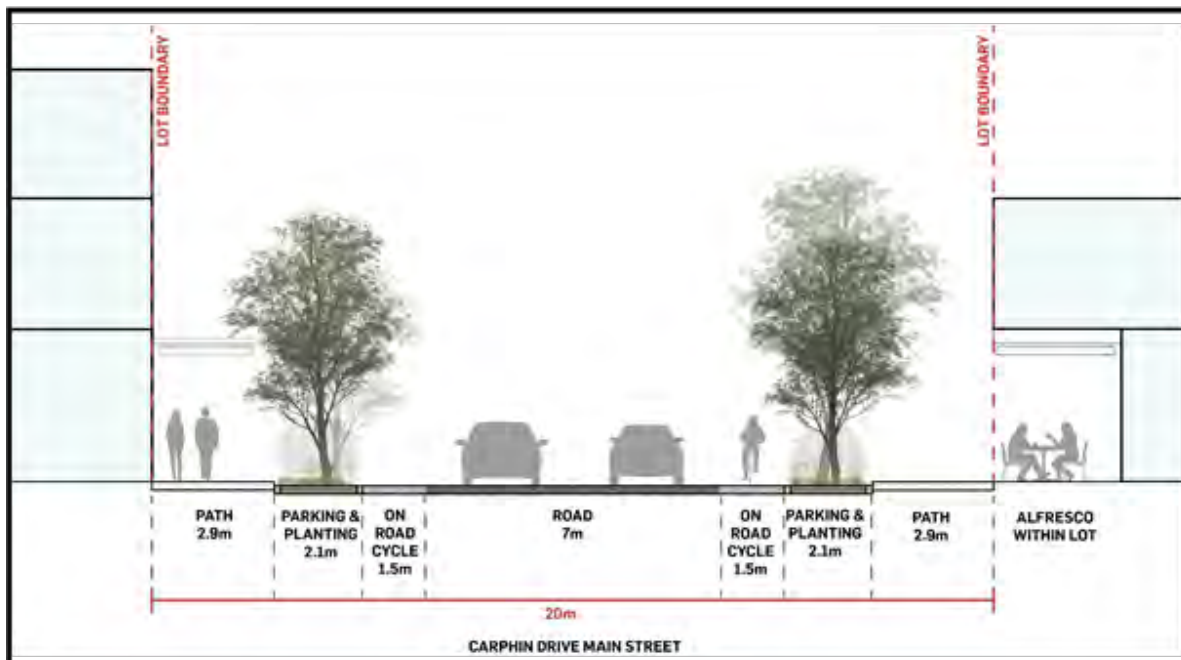 LOT BOUNDARY
LOT BOUNDARY
PATH
2.9m
PARKING &
PLANTING
2.1m
ON
ROAD
CYCLE
1.5m
ROAD
7m
ON
ROAD
CYCLE
1.5m
PARKING &
PLANTING
2.1m
PATH
2.9m
ALFRESCO
WITHIN LOT
20m
CARPHIN DRIVE MAIN STREET